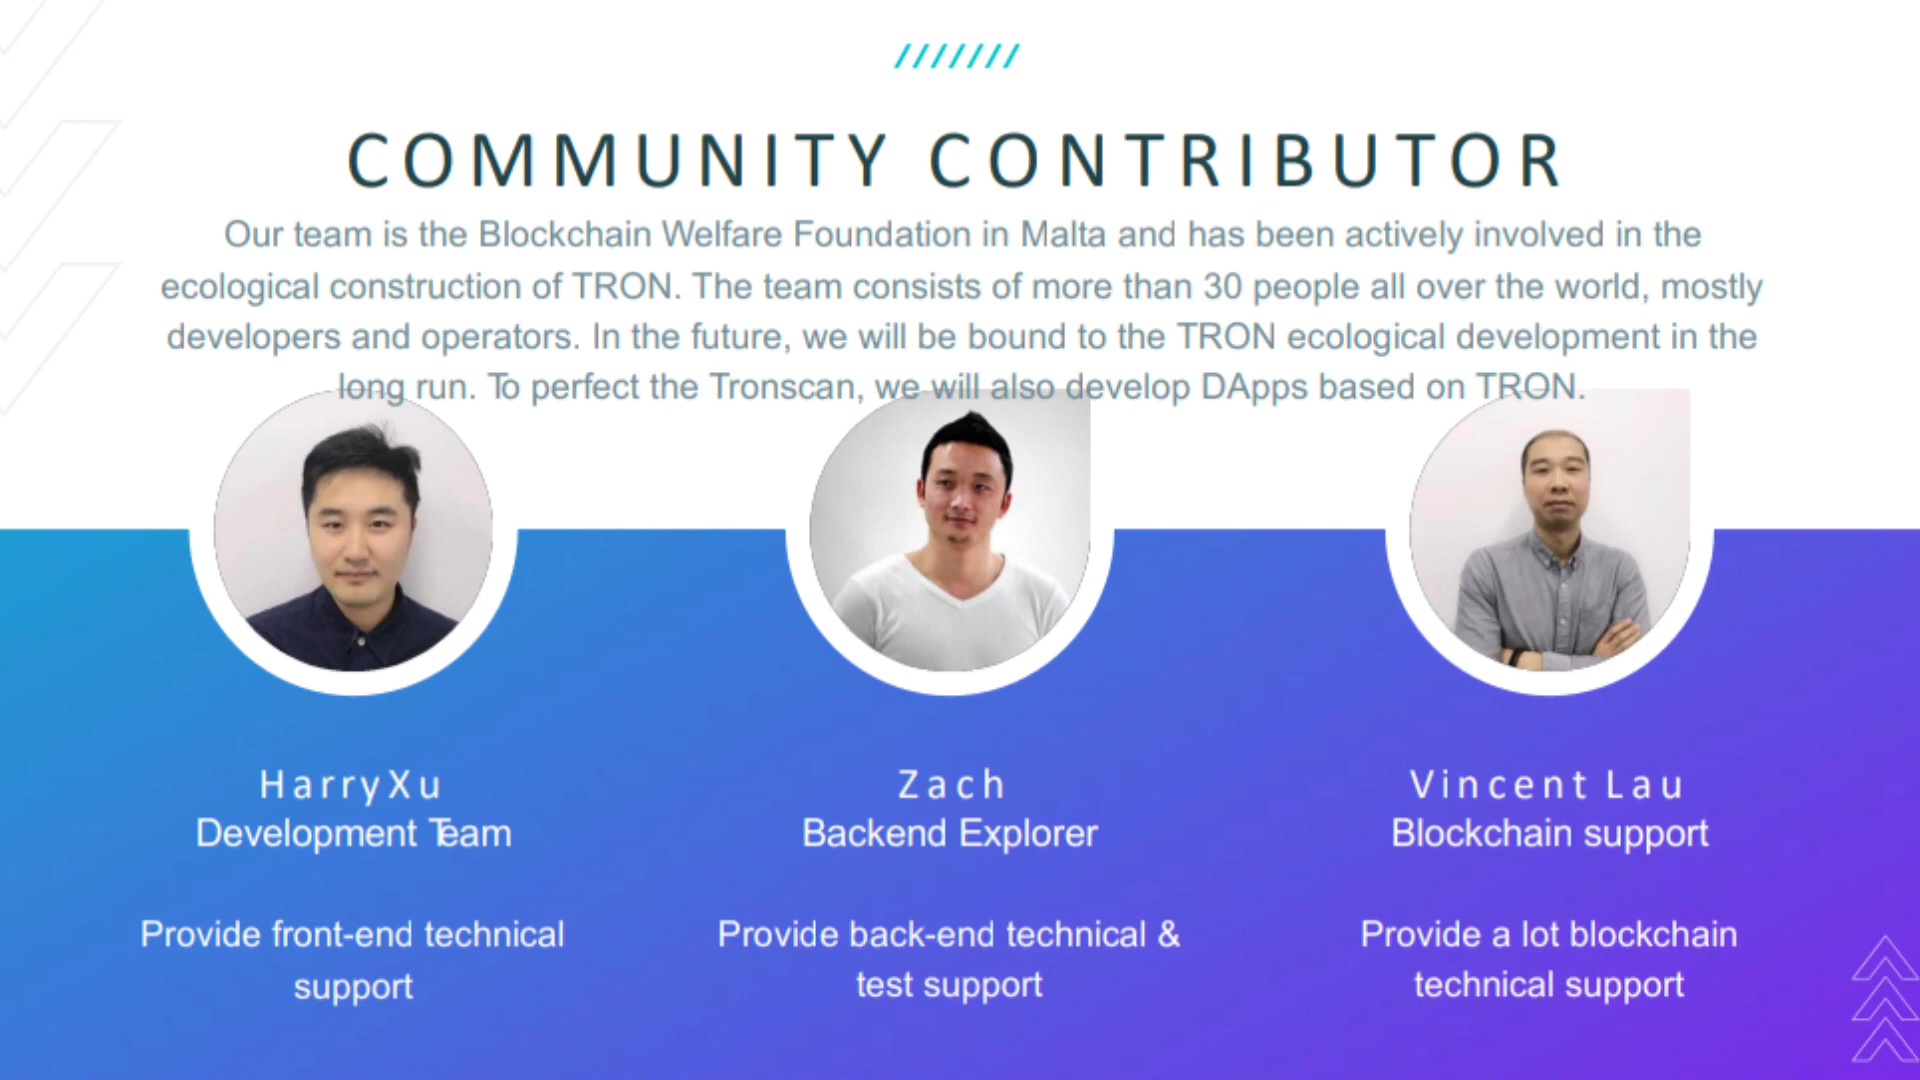 COMMUNITY CONTRIBUTOR
Our team is the Blockchain Welfare Foundation in Malta and has been actively involved in the
ecological construction of TRON. The team consists of more than 30 people all over the world, mostly
developers and operators. In the future, we will be bound to the TRON ecological development in the
long run. To perfect the Tronscan, we will also develop DApps based on TRON.
HarryXu
Development Team
Provide front-end technical
support
Zach
Backend Explorer
Provide back-end technical &
test support
Vincent Lau
Blockchain support
Provide a lot blockchain
technical support